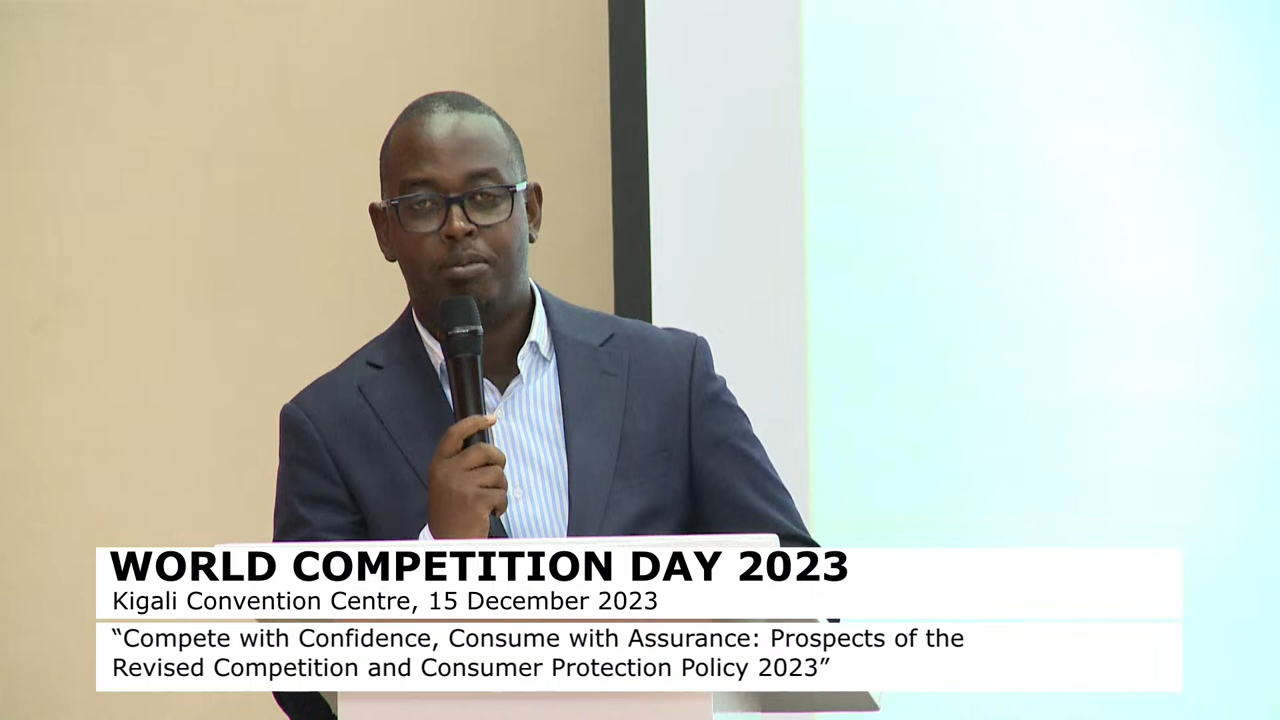 WORLD COMPETITION DAY 2023
Kigali Convention Centre, 15 December 2023
“Compete with Confidence, Consume with Assurance: Prospects of the
Revised Competition and Consumer Protection Policy 2023”